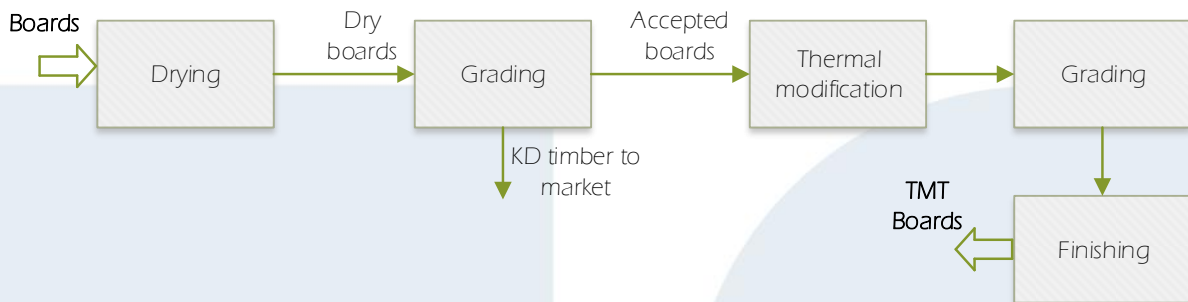 Boards
Drying
Dry
boards
Grading
KD timber to
market
Accepted
boards
Thermal
modification
Grading
Finishing
TMT
Boards